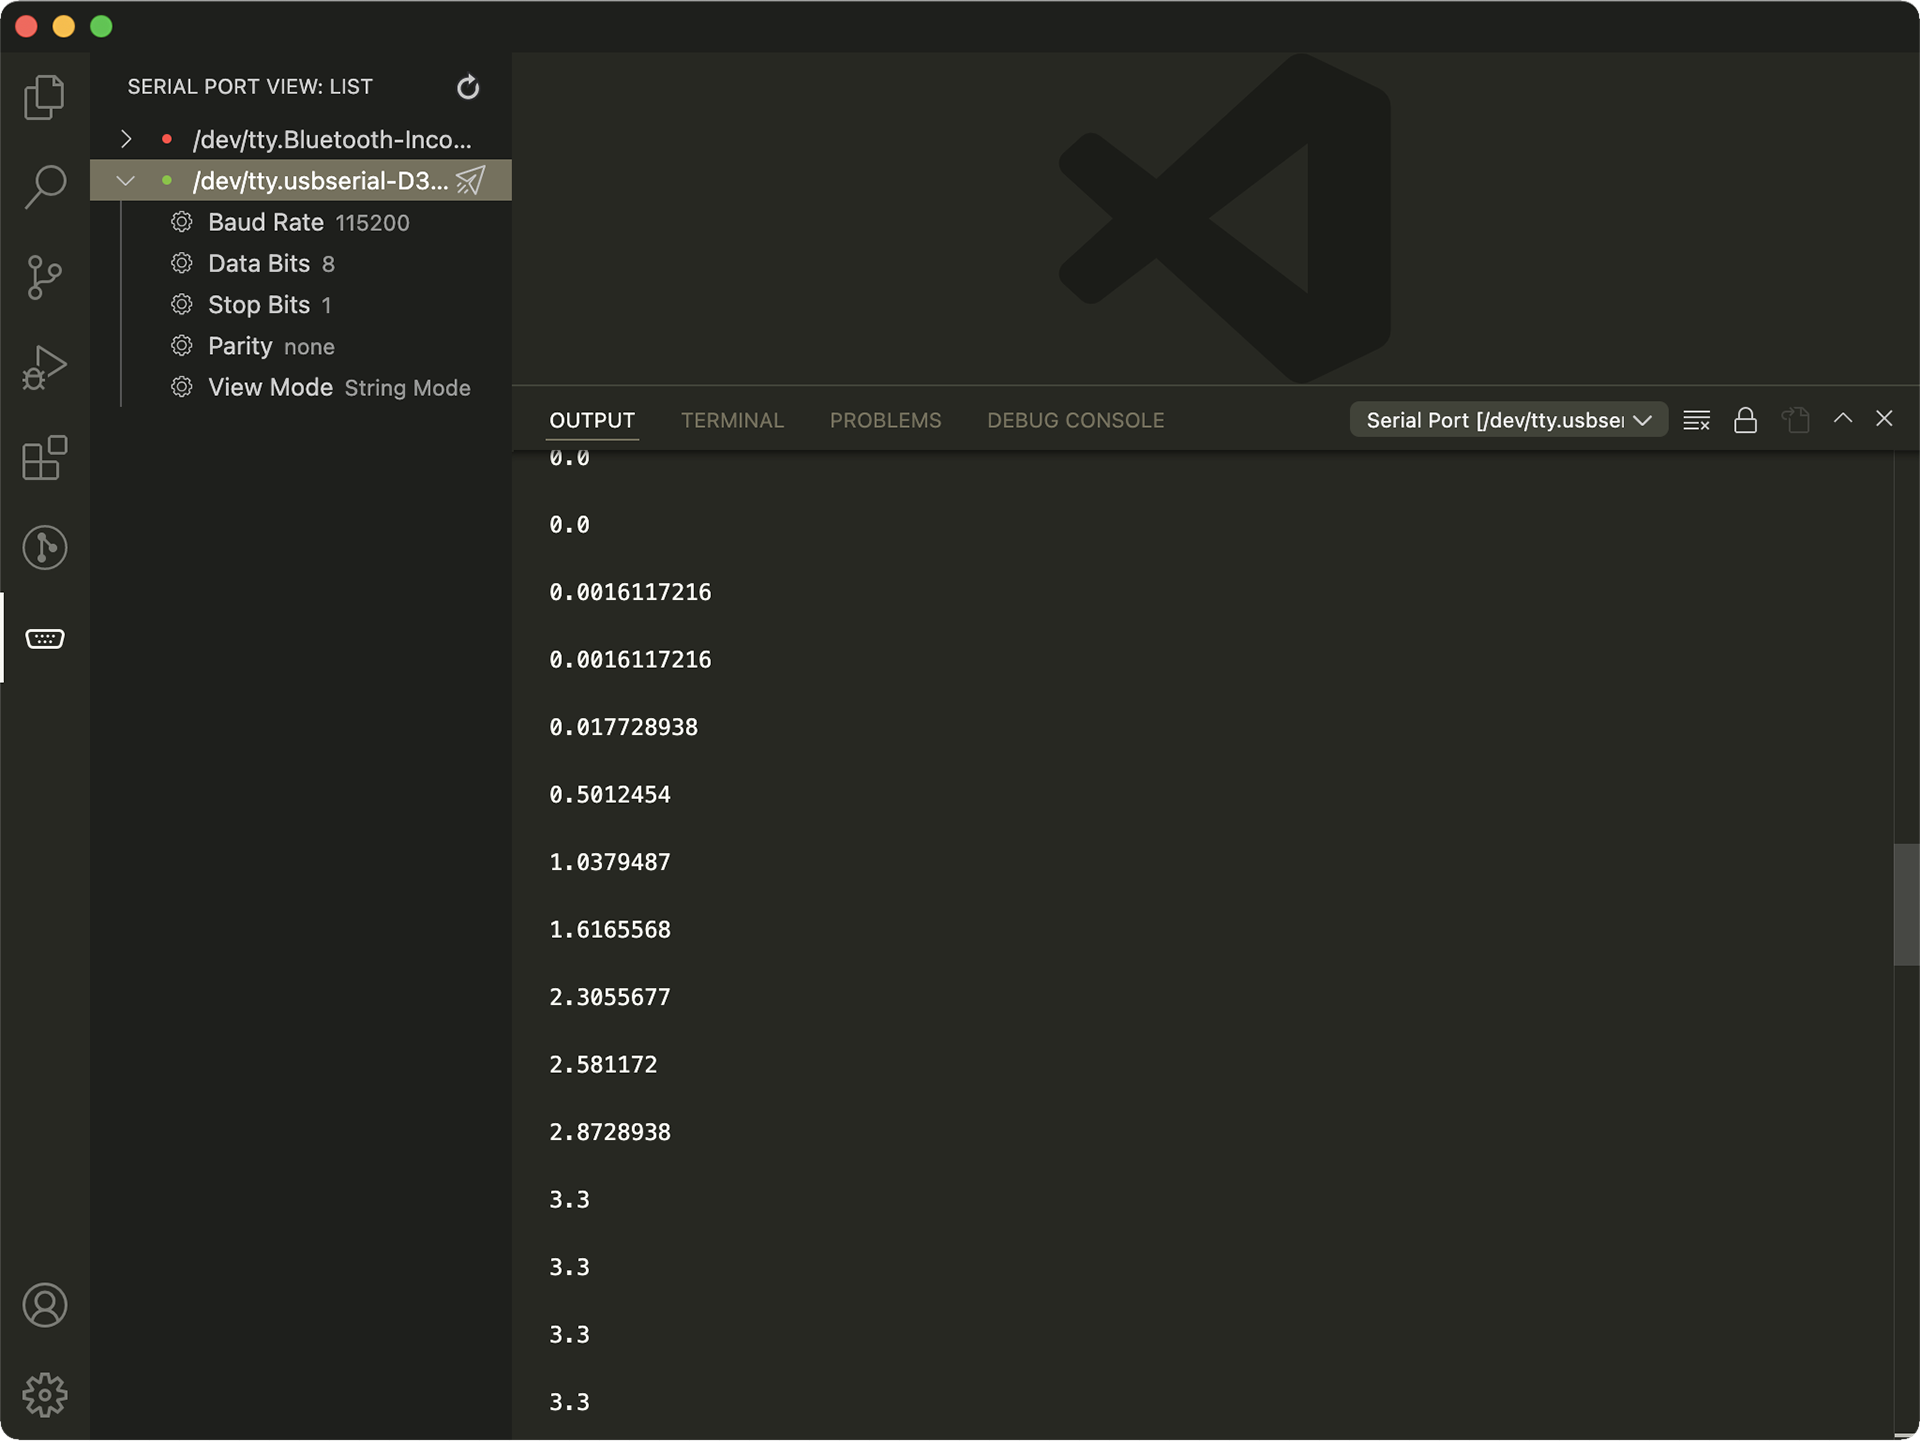 SERIAL PORT VIEW: LIST
/dev/tty.Bluetooth-Inco...
/dev/tty.usbserial-D3...
Baud Rate 115200
Data Bits 8
Stop Bits 1
Parity none
View Mode String Mode
OUTPUT TERMINAL PROBLEMS DEBUG CONSOLE Serial Port [/dev/tty.usbser
0.0
0.0
0.0016117216
0.0016117216
0.017728938
0.5012454
1.0379487
1.6165568
2.3055677
2.581172
2.8728938
3.3
3.3
3.3
3.3